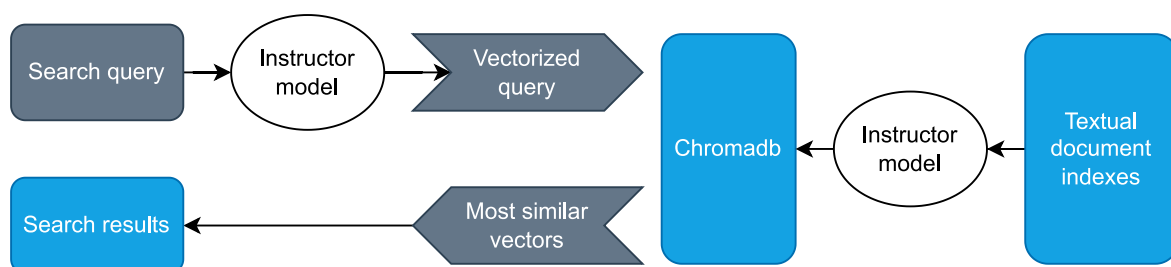 Search query
Instructor
model
Vectorized
query
Chromadb
Instructor
model
Textual
document
indexes
Search results
Most similar
vectors